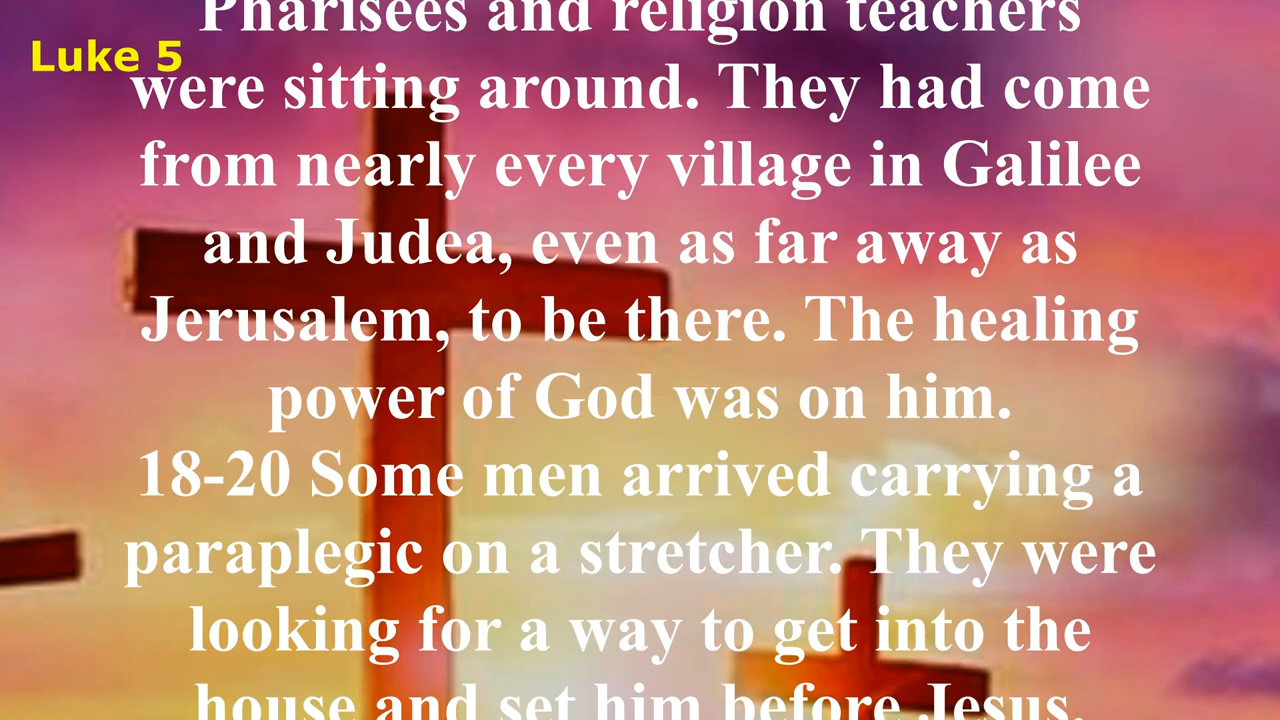 Pharisees and religion teachers
Luke 5
were sitting around. They had come
from nearly every village in Galilee
and Judea, even as far away as
Jerusalem, to be there. The healing
power of God was on him.
18-20 Some men arrived carrying a
paraplegic on a stretcher. They were
looking for a way to get into the
house and set him before Jesus.